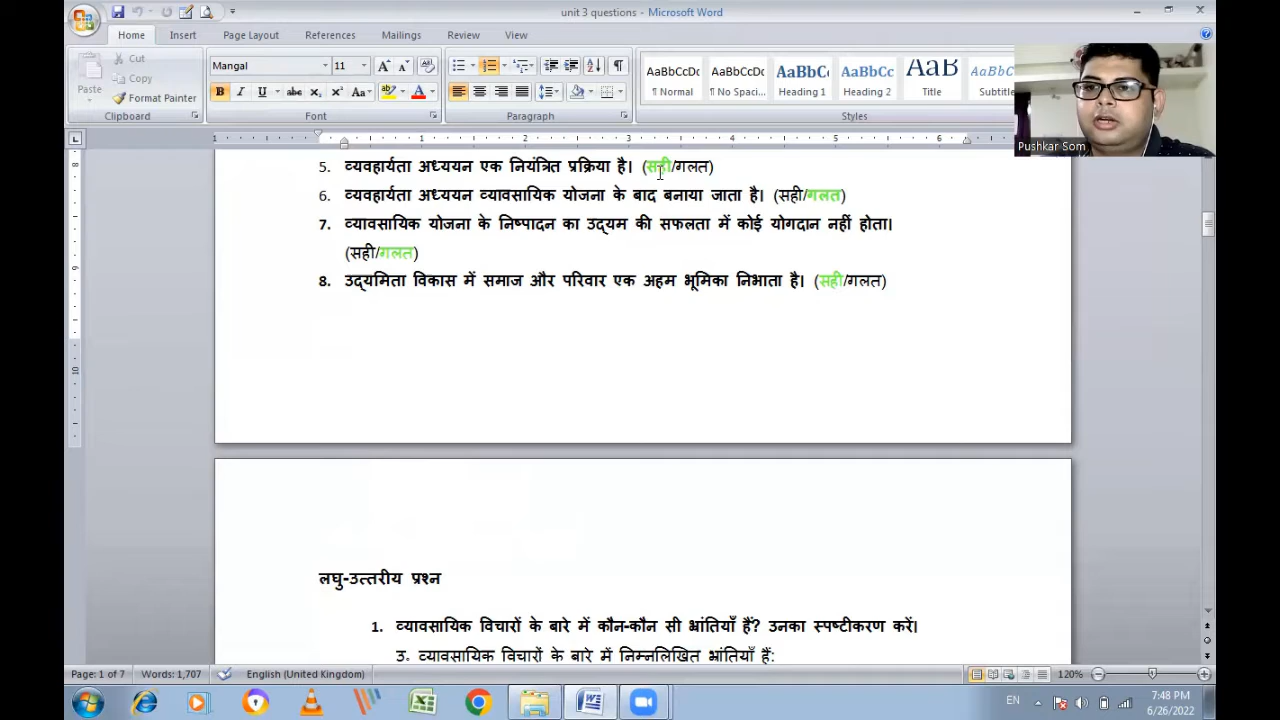 unit 3 questions - Microsoft Word
Home Insert Page Layout References Mailings Review View
Paste
Cut
Copy
Format Painter
Clipboard
Mangal 11
Font
Paragraph
AaBbCcDc AaBbCcDc AaBbC AaBbCc AaB AaBbCc
¶ Normal ¶ No Spaci... Heading 1 Heading 2 Title Subtitle
Styles
Pushkar Som
5. व्यवहार्यता अध्ययन एक नियंत्रित प्रक्रिया है। (सही/गलत)
6. व्यवहार्यता अध्ययन व्यावसायिक योजना के बाद बनाया जाता है। (सही/गलत)
7. व्यावसायिक योजना के निष्पादन का उद्यम की सफलता में कोई योगदान नहीं होता।
(सही/गलत)
8. उद्यमिता विकास में समाज और परिवार एक अहम भूमिका निभाता है। (सही/गलत)
लघु-उत्तरीय प्रश्न
1. व्यावसायिक विचारों के बारे में कौन-कौन सी भ्रांतियाँ हैं? उनका स्पष्टीकरण करें।
उ. व्यावसायिक विचारों के बारे में निम्नलिखित भ्रांतियाँ हैं:
Page: 1 of 7 Words: 1,707 English (United Kingdom) 120%
EN 7:48 PM
6/26/2022